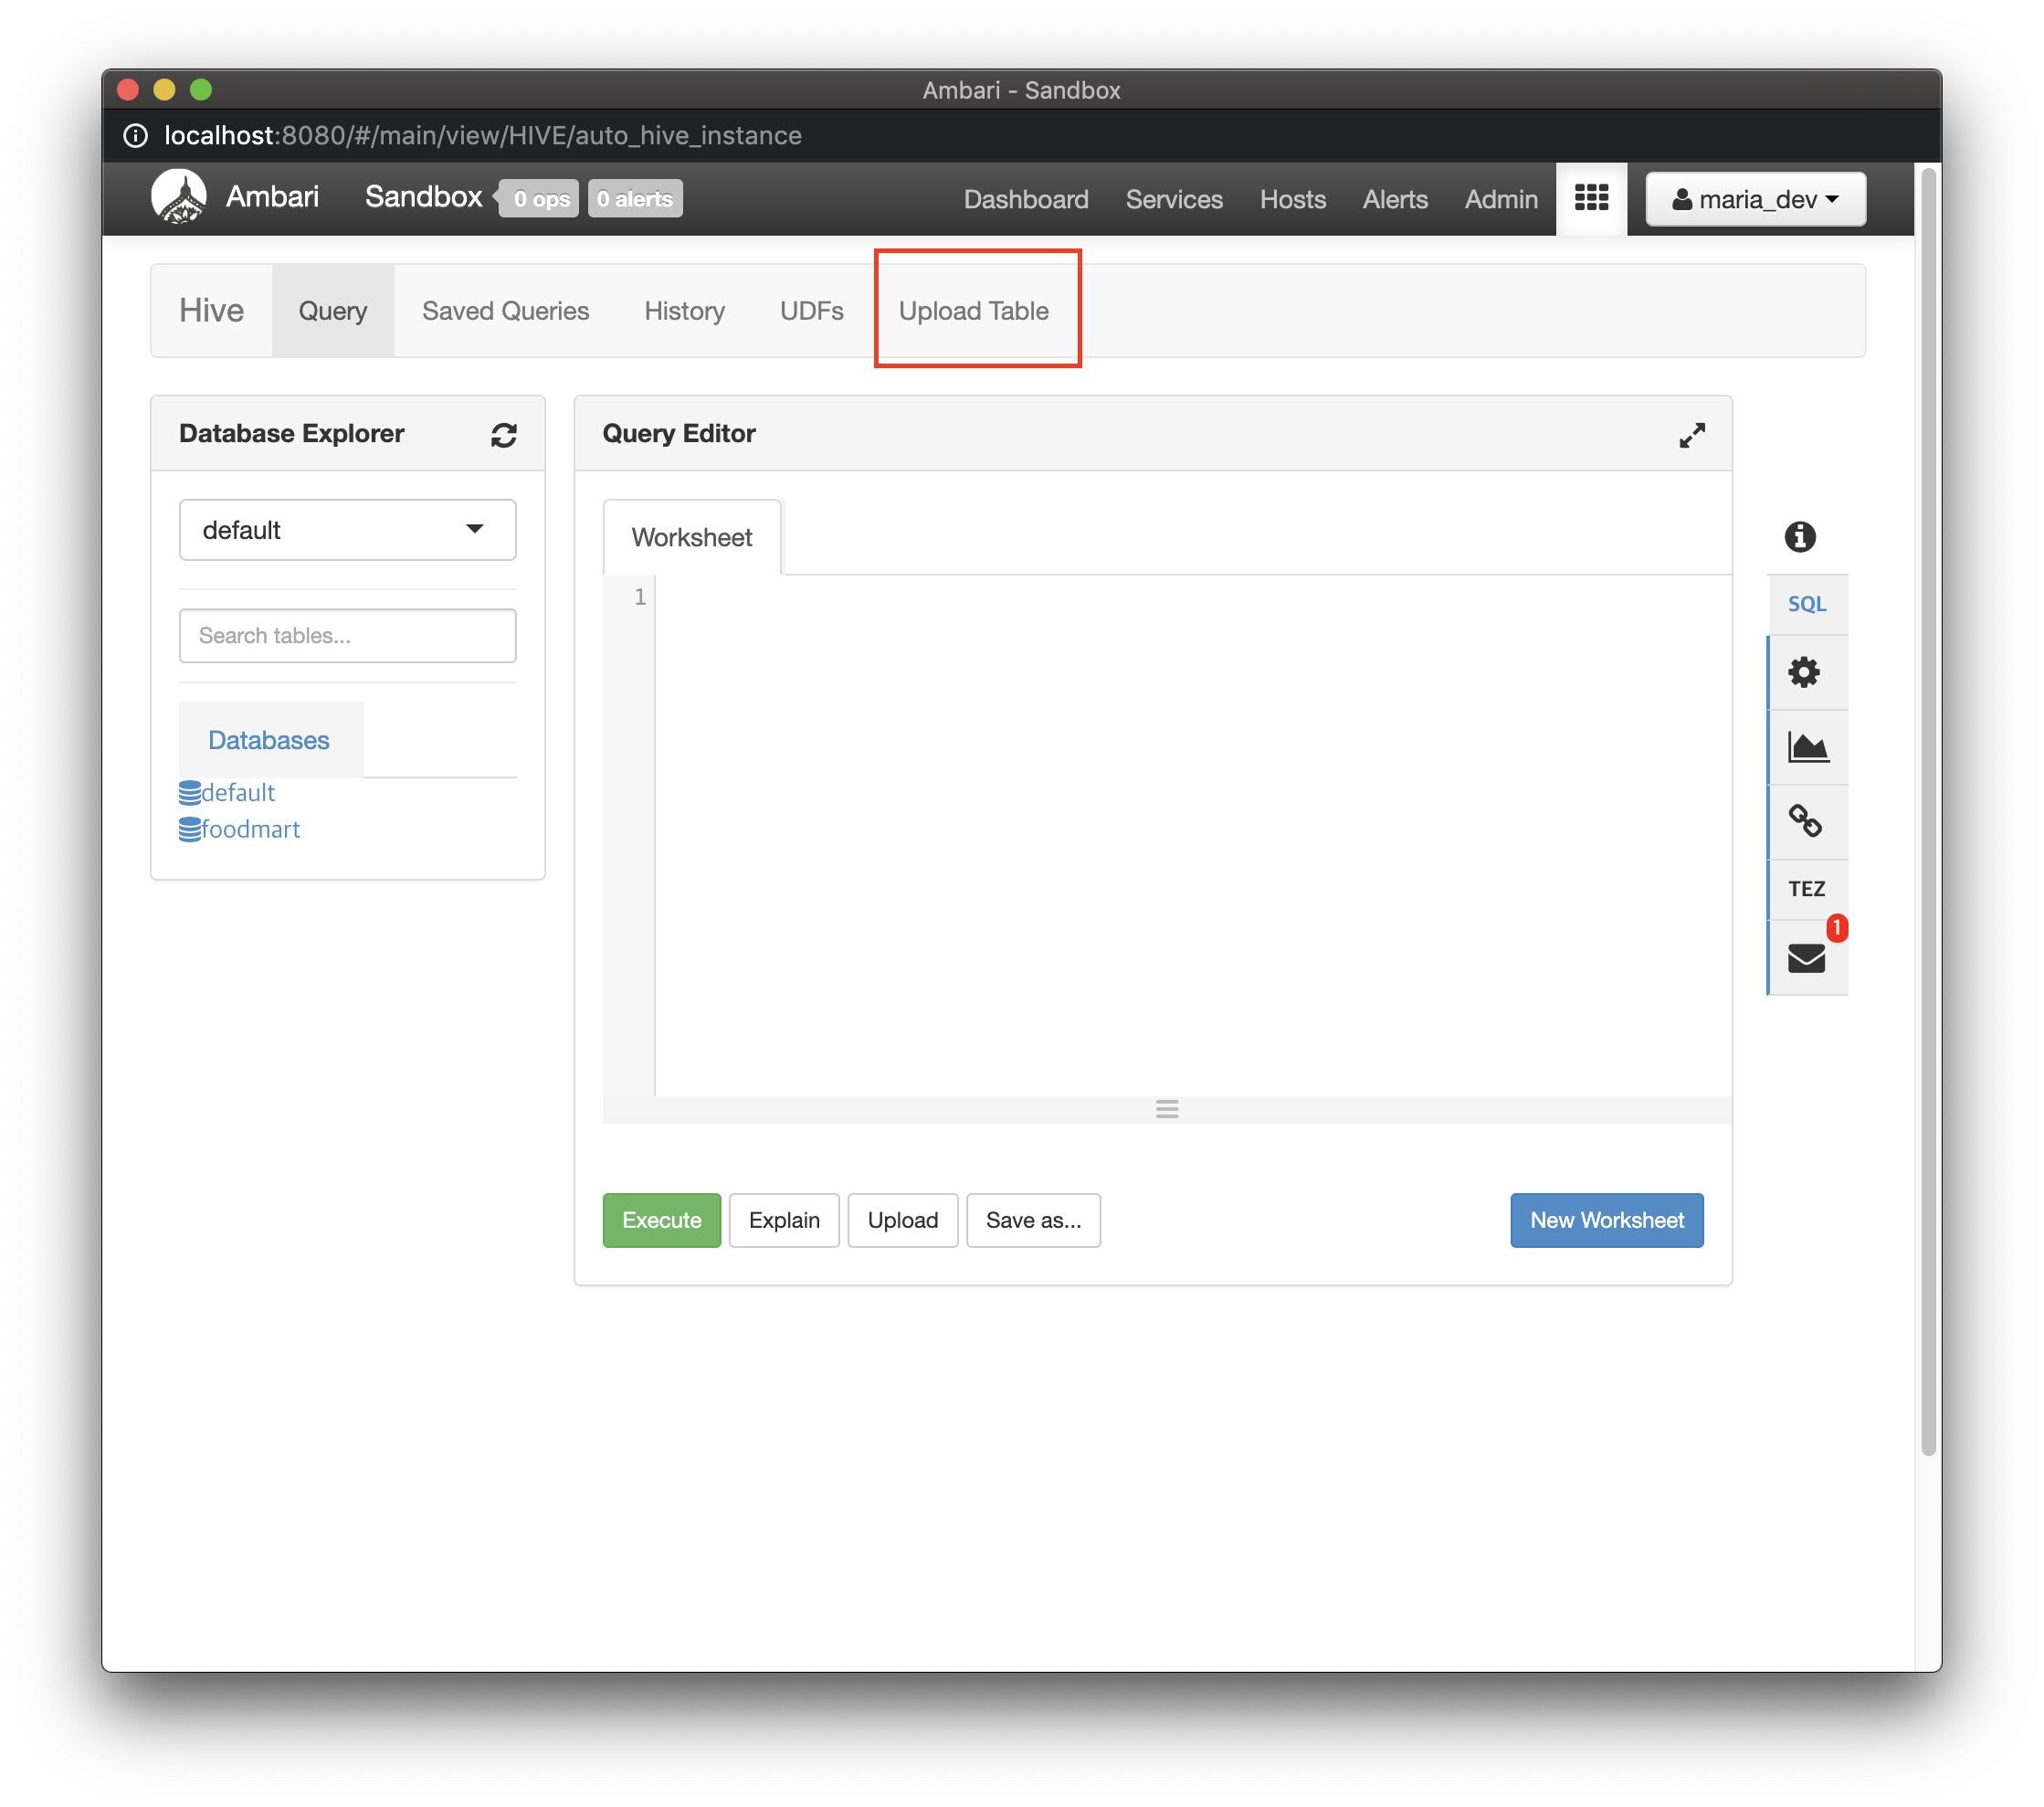 Ambari - Sandbox
localhost:8080/#/main/view/HIVE/auto_hive_instance
Ambari Sandbox 0 ops 0 alerts Dashboard Services Hosts Alerts Admin maria_dev
Hive Query Saved Queries History UDFs Upload Table
Database Explorer
default
Search tables...
Databases
default
foodmart
Query Editor
Worksheet
1
Execute Explain Upload Save as... New Worksheet
SQL
TEZ
1